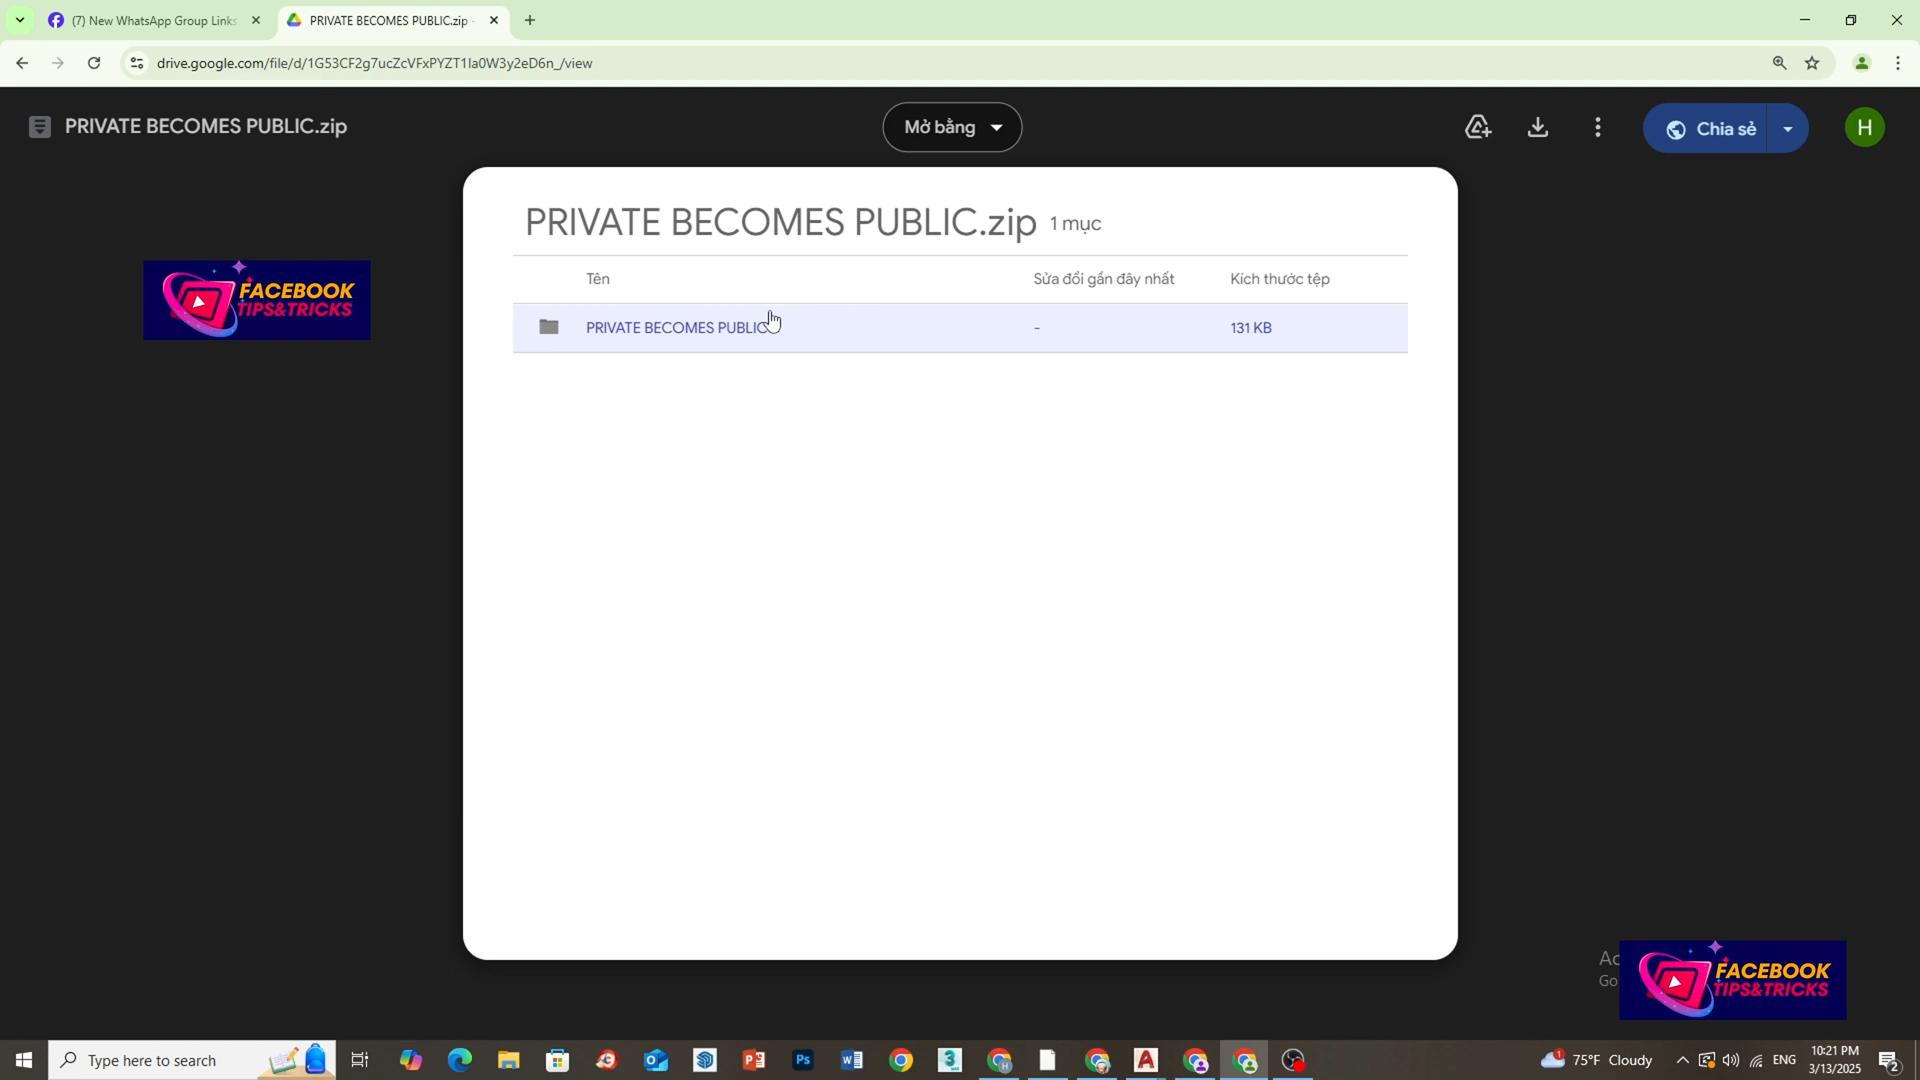 (7) New WhatsApp Group Links
PRIVATE BECOMES PUBLIC.zip -
drive.google.com/file/d/1G53CF2g7ucZcVFxPYZT1Ia0W3y2eD6n_/view
PRIVATE BECOMES PUBLIC.zip
Mở bằng
Chia sẻ
H
PRIVATE BECOMES PUBLIC.zip 1 mục
Tên Sửa đổi gần đây nhất Kích thước tệp
PRIVATE BECOMES PUBLIC - 131 KB
FACEBOOK
TIPS&TRICKS
Ac
Go
FACEBOOK
TIPS&TRICKS
Type here to search
75°F Cloudy
ENG
10:21 PM
3/13/2025
2